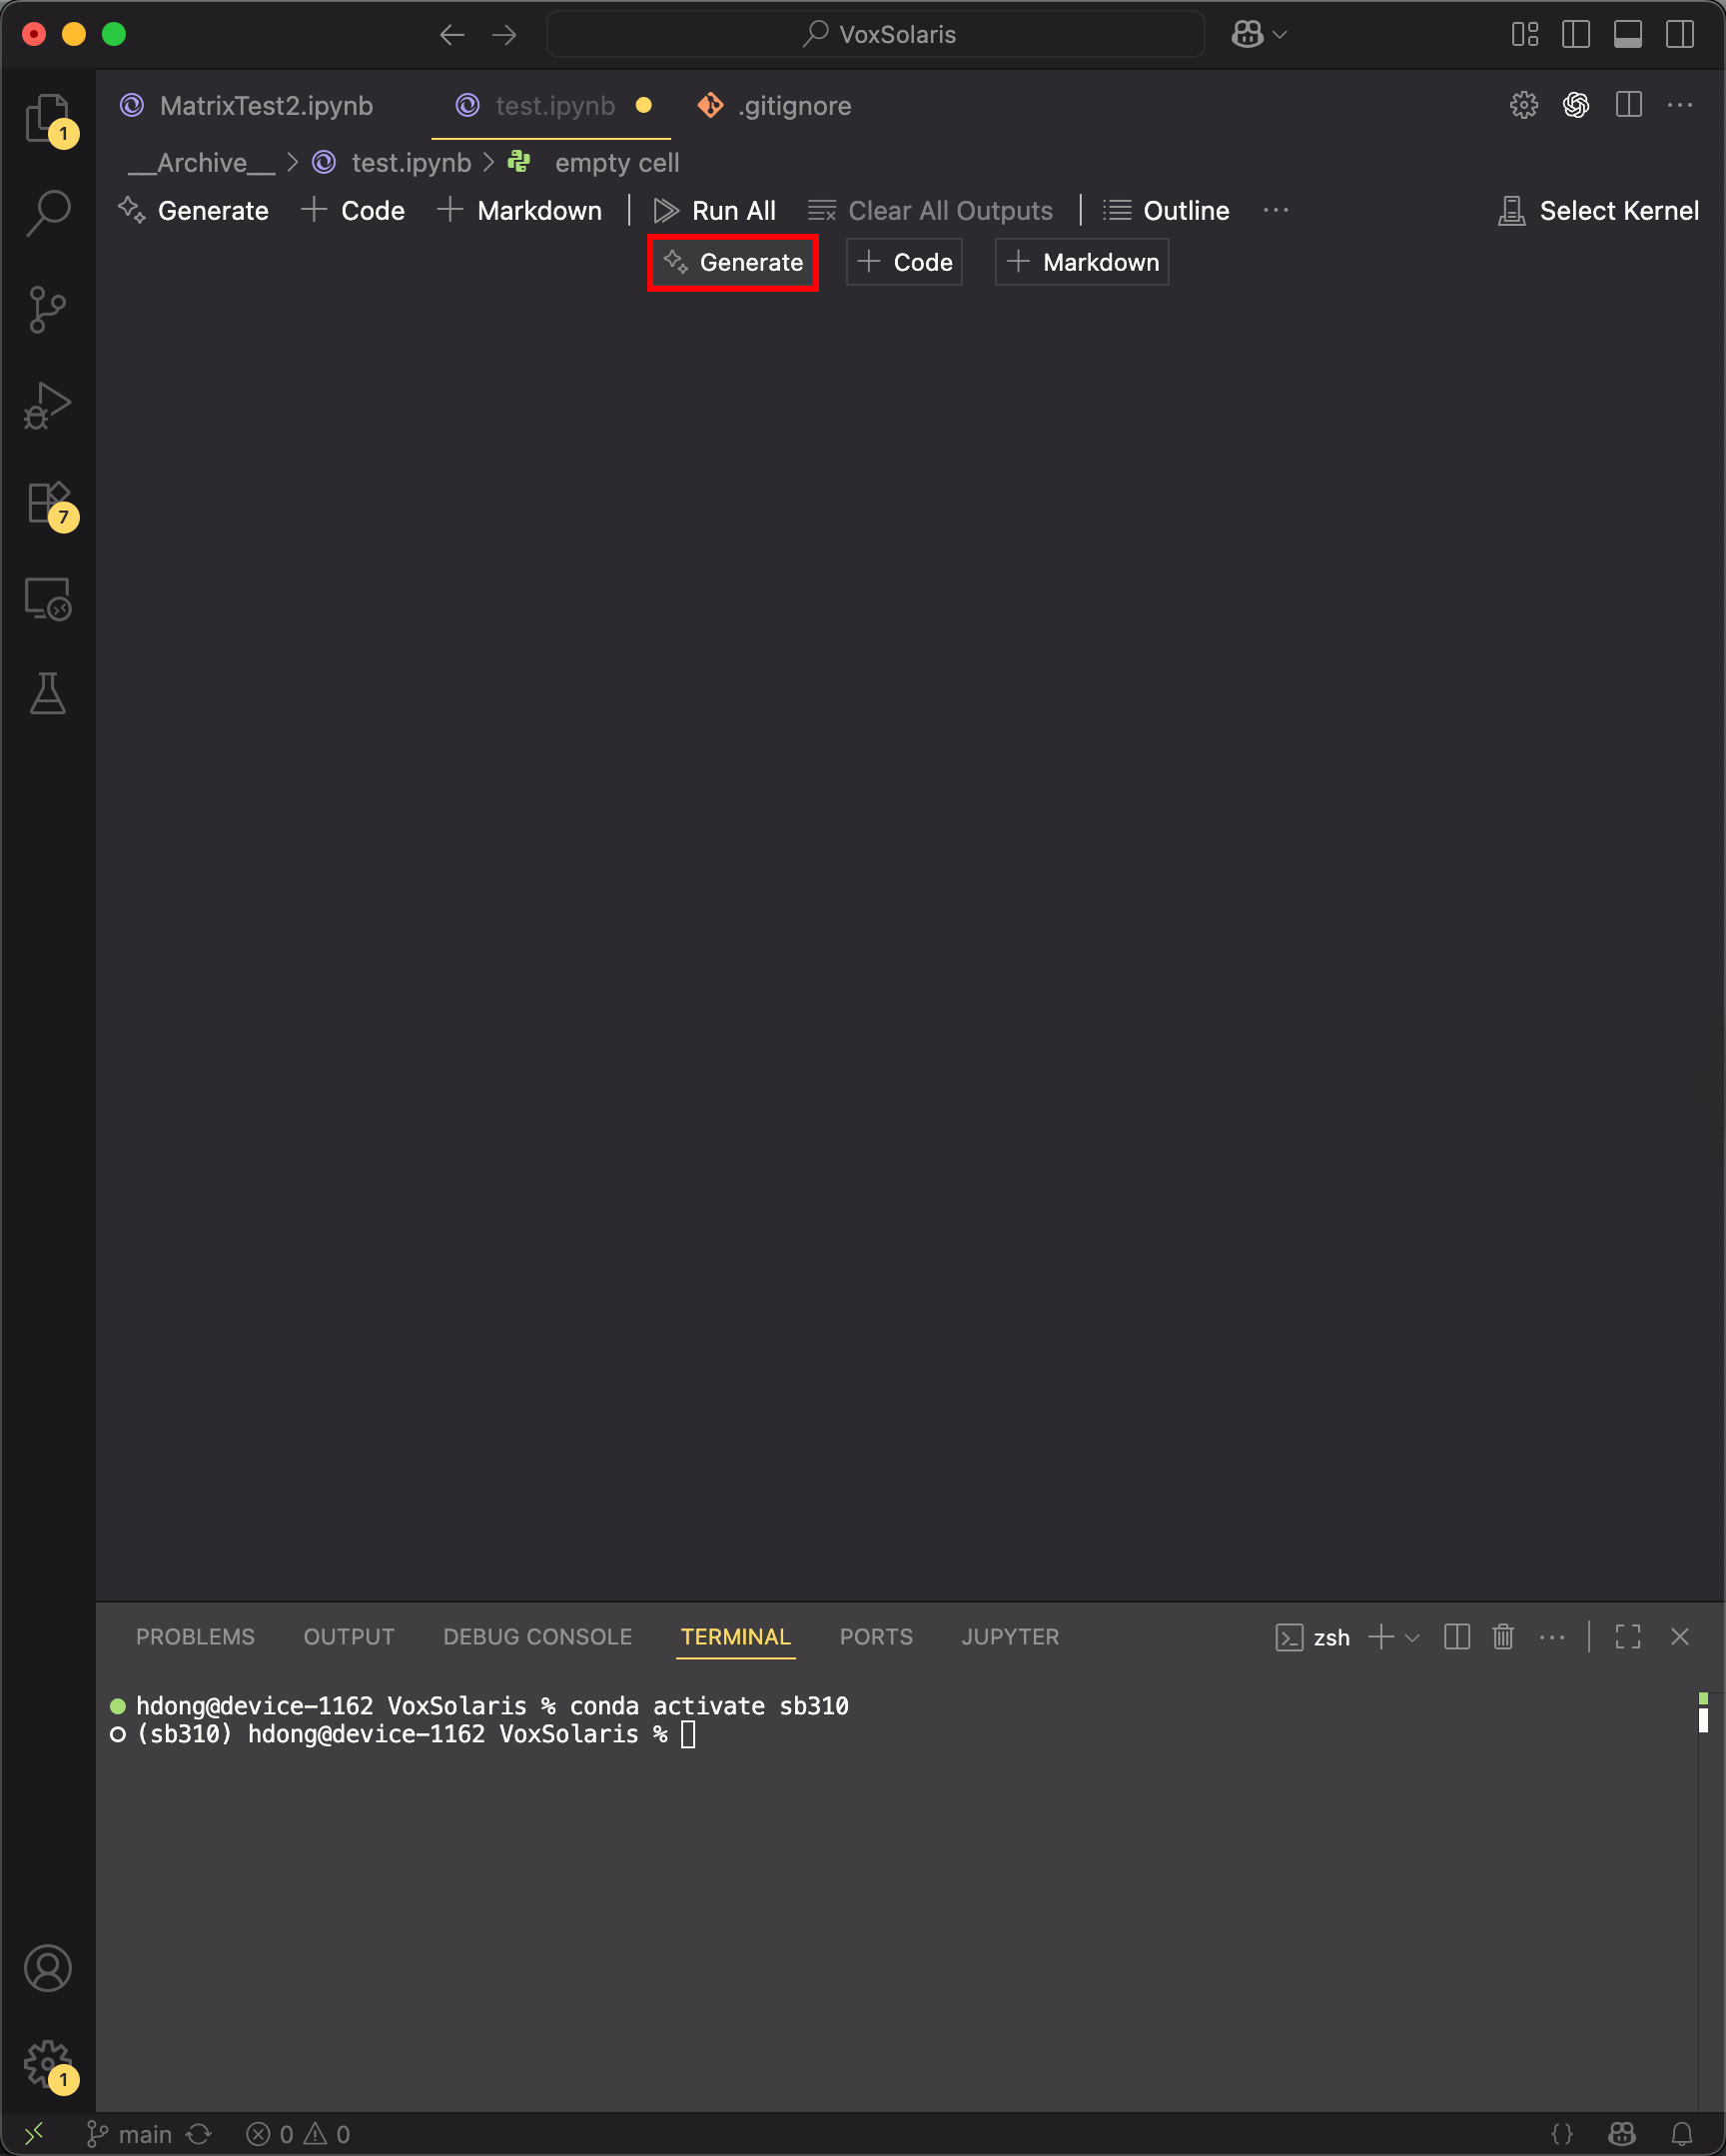 VoxSolaris
MatrixTest2.ipynb test.ipynb .gitignore
1
__Archive__ test.ipynb empty cell
Generate Code Markdown Run All Clear All Outputs Outline Select Kernel
Generate Code Markdown
7
PROBLEMS OUTPUT DEBUG CONSOLE TERMINAL PORTS JUPYTER zsh
hdong@device-1162 VoxSolaris % conda activate sb310
(sb310) hdong@device-1162 VoxSolaris %
1
main 0 0